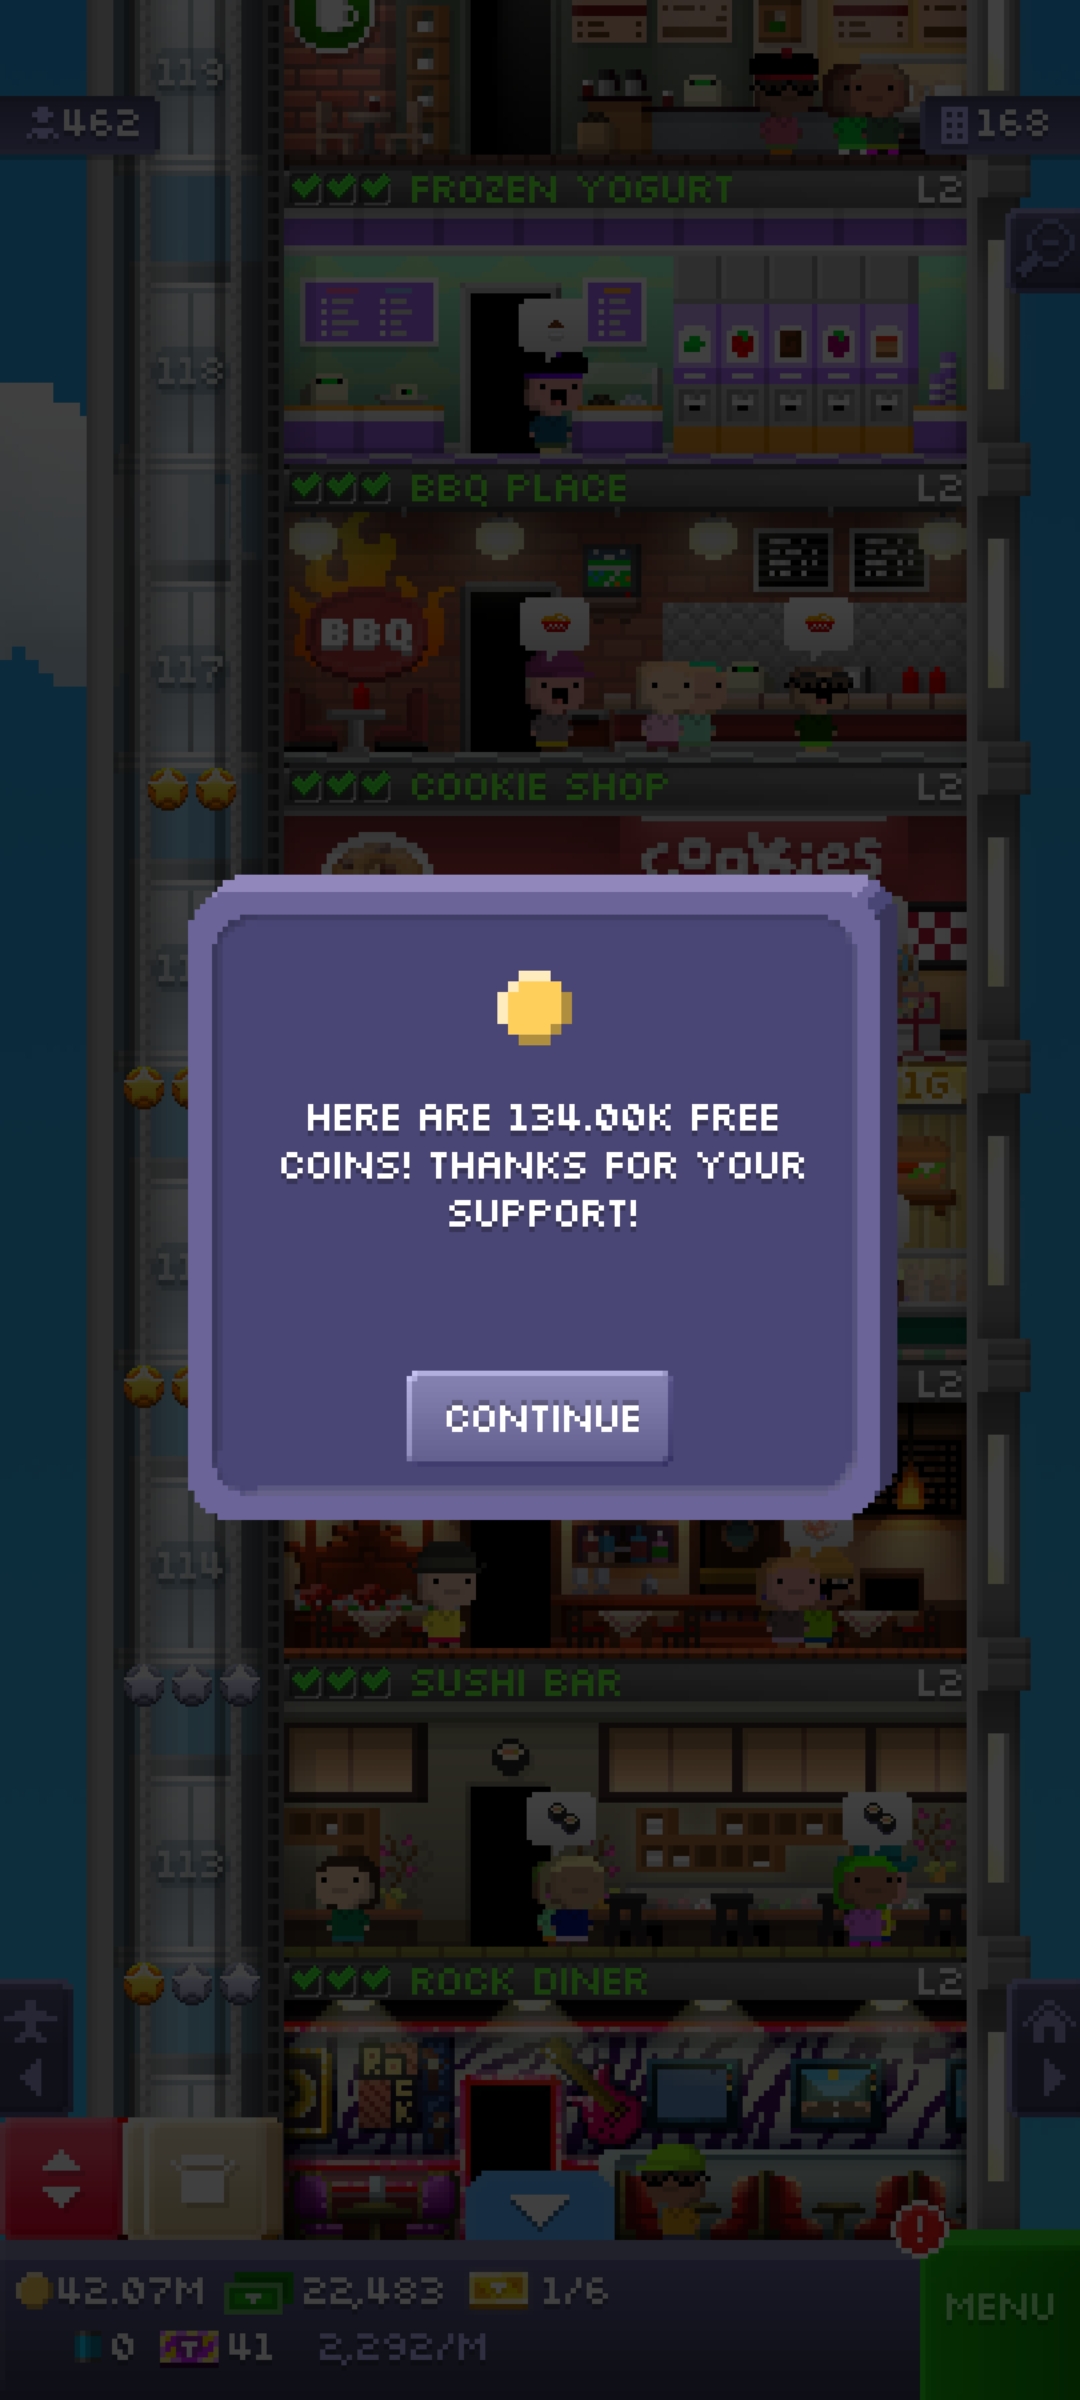 119
462
168
FROZEN YOGURT L2
118
BBQ PLACE L2
BBQ
117
COOKIE SHOP L2
COOKIES
1G
HERE ARE 134.00K FREE
COINS! THANKS FOR YOUR
SUPPORT!
L2
CONTINUE
114
SUSHI BAR L2
113
ROCK DINER L2
ROCK
42.07M 22,483 1/6
MENU
0 41 2,292/M